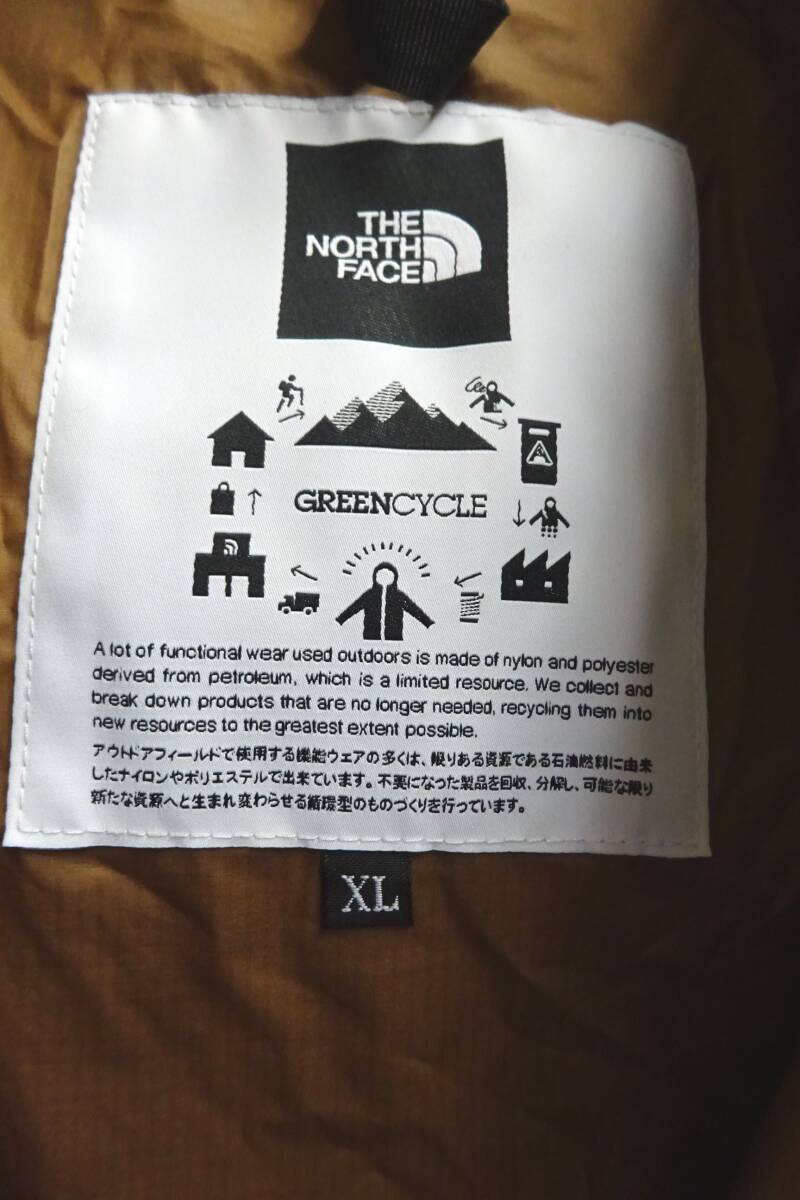 THE
NORTH
FACE
GREENCYCLE
A lot of functional wear used outdoors is made of nylon and polyester
derived from petroleum, which is a limited resource. We collect and
break down products that are no longer needed, recycling them into
new resources to the greatest extent possible.
アウトドアフィールドで使用する機能ウェアの多くは、限りある資源である石油燃料に由来
したナイロンやポリエステルで出来ています。不要になった製品を回収、分解し、可能な限り
新たな資源へと生まれ変わらせる循環型のものづくりを行っています。
XL